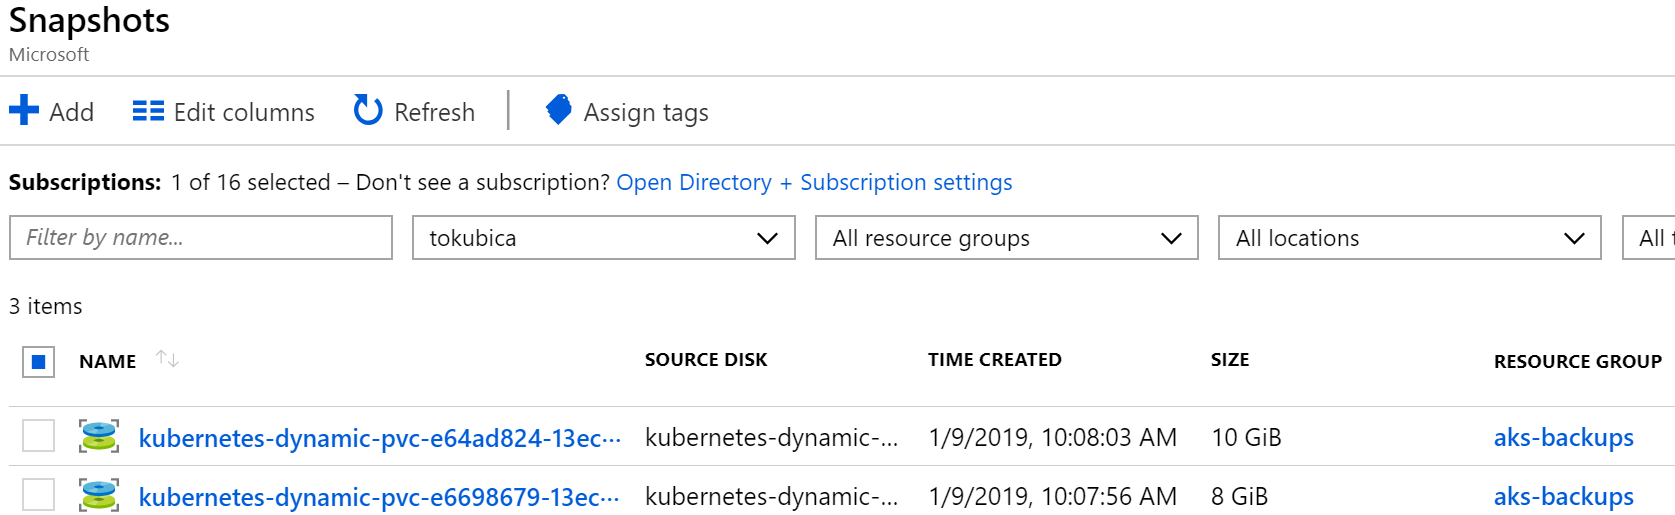 Snapshots
Microsoft
Add Edit columns Refresh Assign tags
Subscriptions: 1 of 16 selected – Don't see a subscription? Open Directory + Subscription settings
Filter by name... tokubica All resource groups All locations All
3 items
NAME SOURCE DISK TIME CREATED SIZE RESOURCE GROUP
kubernetes-dynamic-pvc-e64ad824-13ec··· kubernetes-dynamic-... 1/9/2019, 10:08:03 AM 10 GiB aks-backups
kubernetes-dynamic-pvc-e6698679-13ec··· kubernetes-dynamic-... 1/9/2019, 10:07:56 AM 8 GiB aks-backups